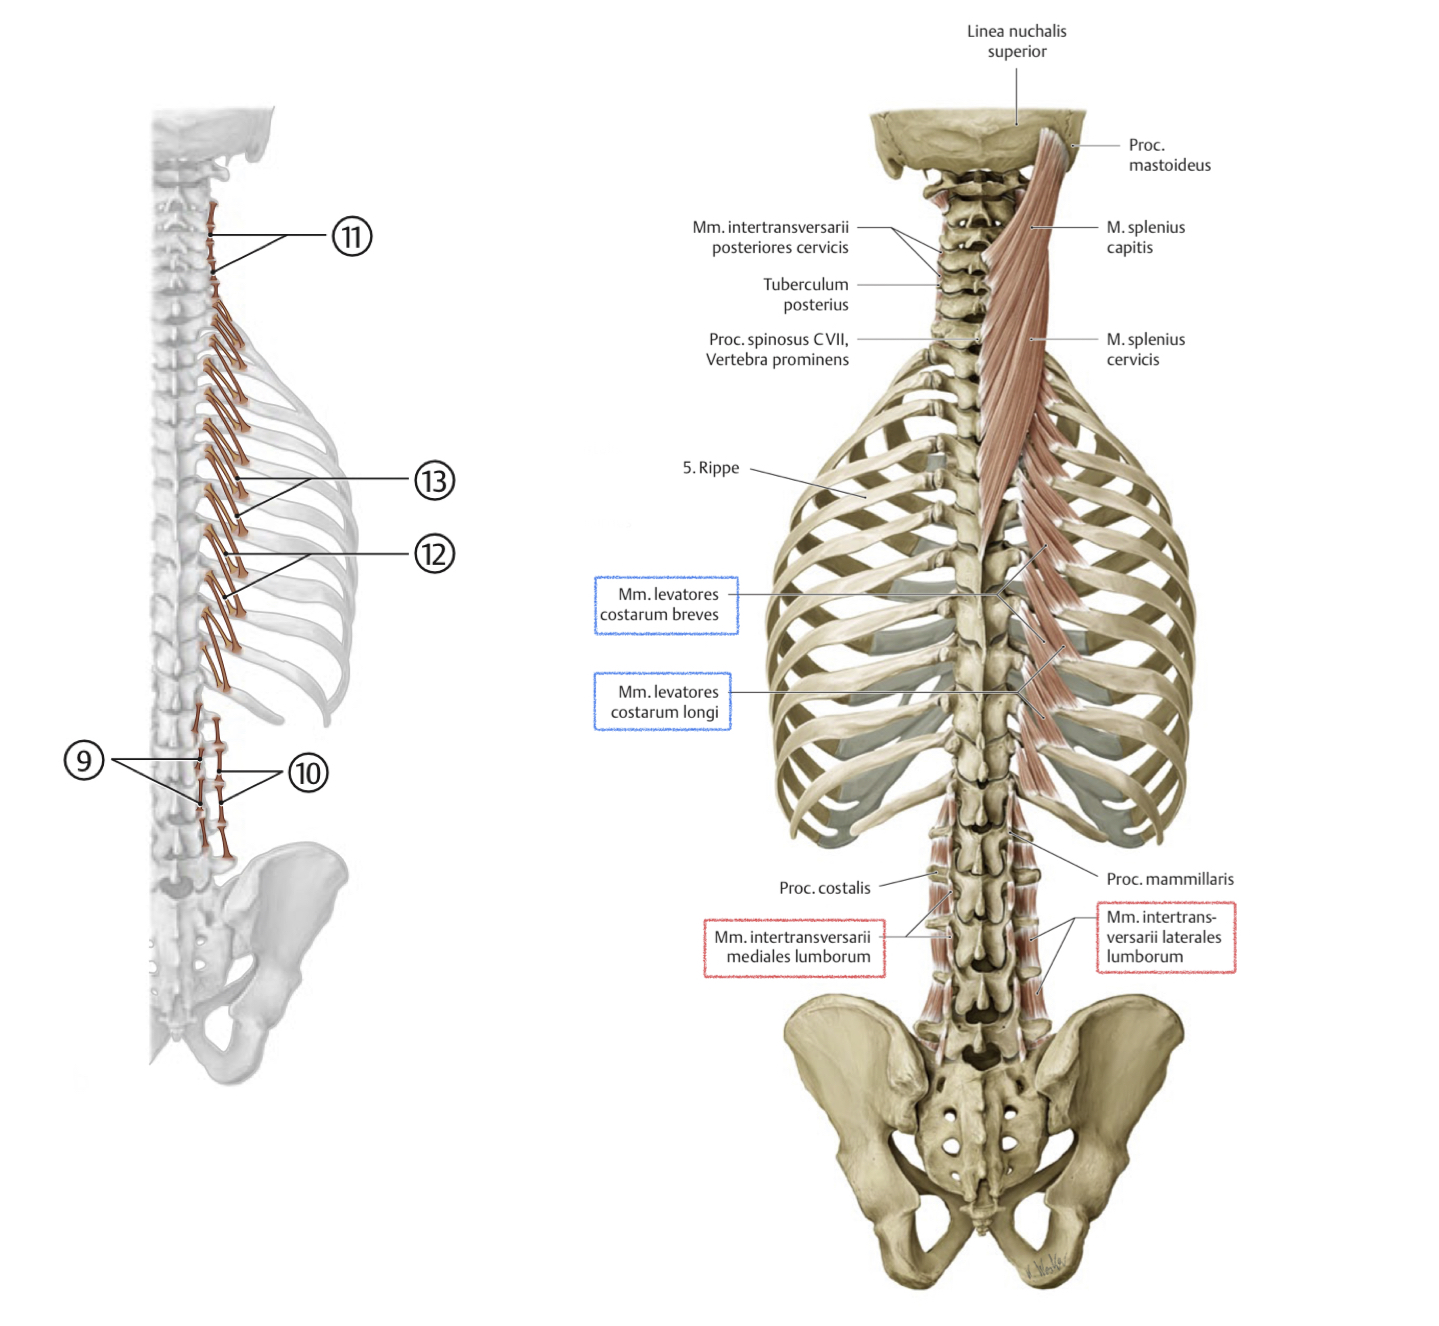 Linea nuchalis
superior
Proc.
mastoideus
Mm. intertransversarii
posteriores cervicis
M. splenius
capitis
Tuberculum
posterius
Proc. spinosus C VII,
Vertebra prominens
M. splenius
cervicis
5. Rippe
Mm. levatores
costarum breves
Mm. levatores
costarum longi
Proc. costalis
Proc. mammillaris
Mm. intertransversarii
mediales lumborum
Mm. intertrans-
versarii laterales
lumborum
11
13
12
9
10